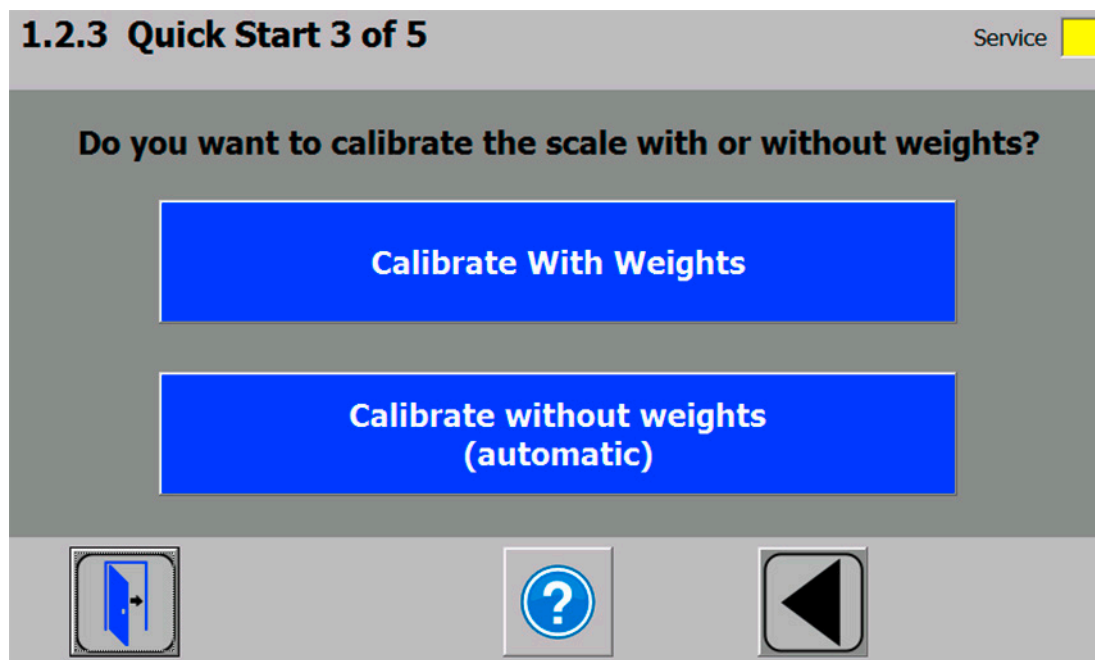 1.2.3 Quick Start 3 of 5
Service
Do you want to calibrate the scale with or without weights?
Calibrate With Weights
Calibrate without weights
(automatic)
?